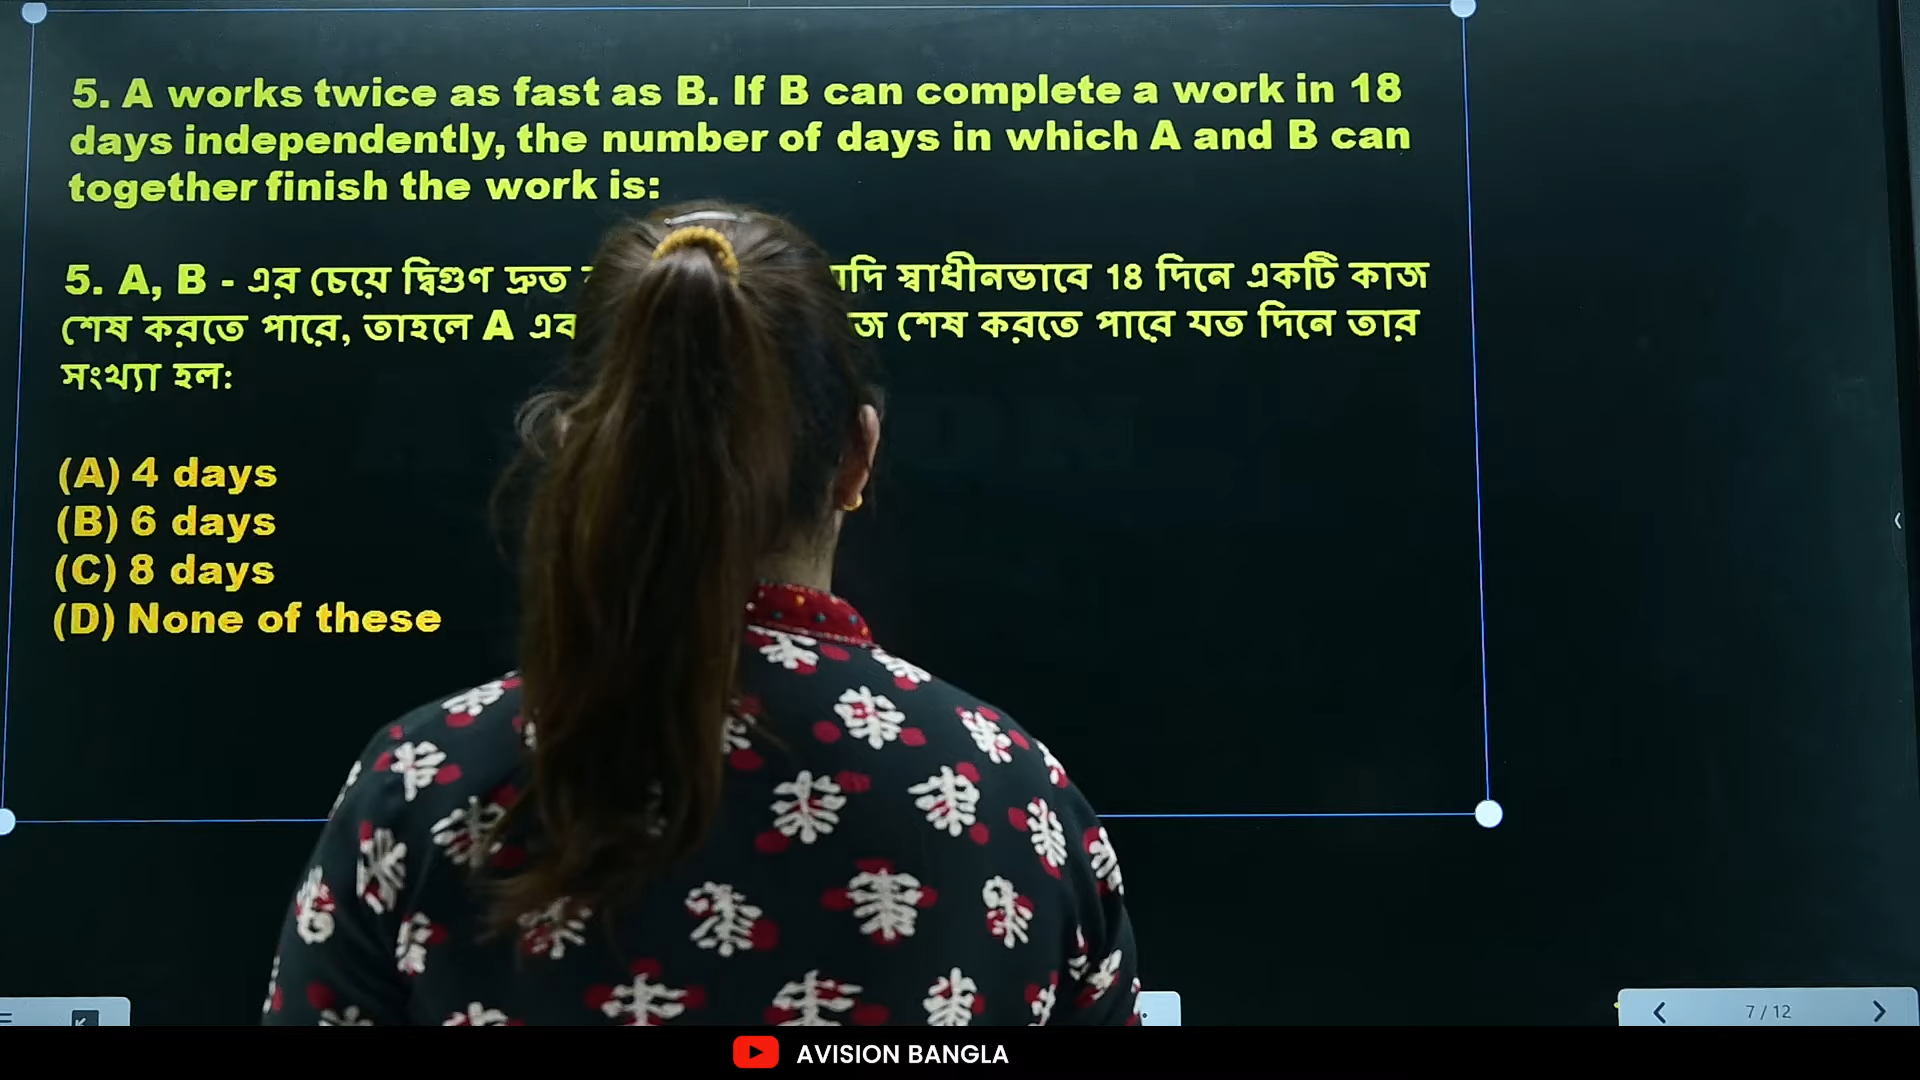 5. A works twice as fast as B. If B can complete a work in 18
days independently, the number of days in which A and B can
together finish the work is:
5. A, B - এর চেয়ে দ্বিগুণ দ্রুত যদি স্বাধীনভাবে 18 দিনে একটি কাজ
শেষ করতে পারে, তাহলে A শেষ করতে পারে যত দিনে তার
সংখ্যা হল:
(A) 4 days
(B) 6 days
(C) 8 days
(D) None of these
7 / 12
AVISION BANGLA